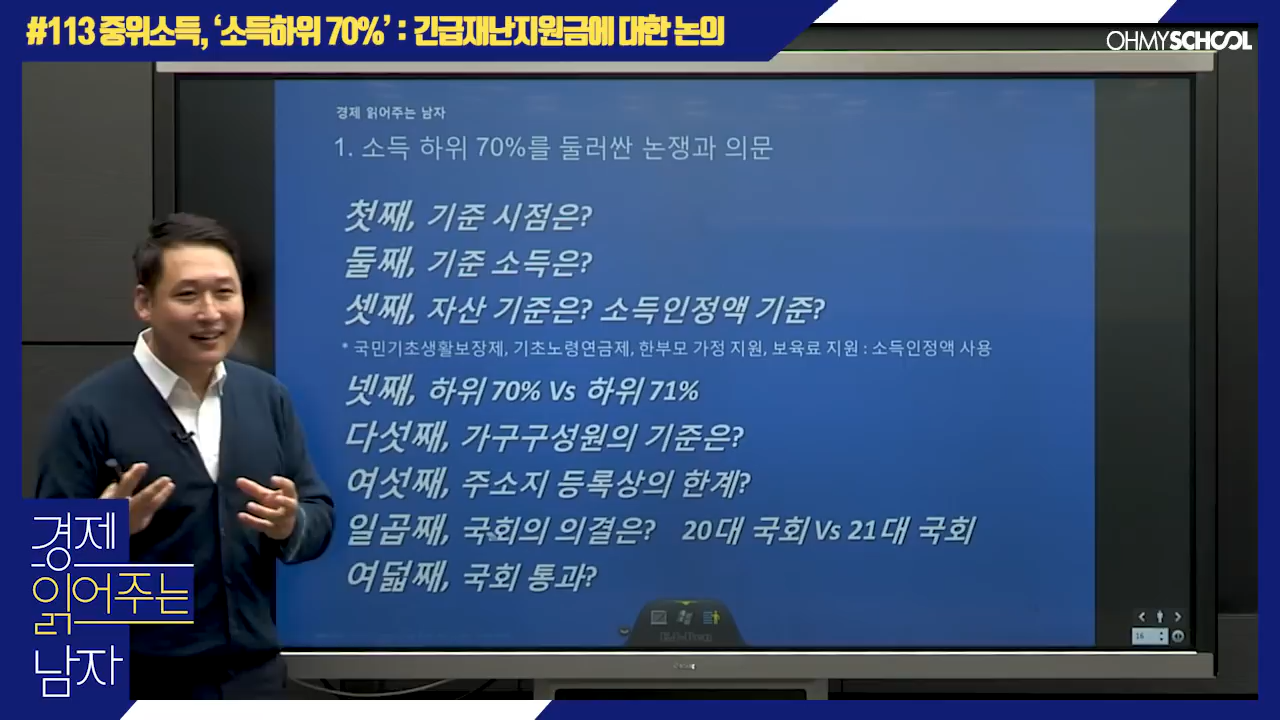 #113 중위소득, ‘소득하위 70%’ : 긴급재난지원금에 대한 논의
OHMYSCHOOL
경제 읽어주는 남자
1. 소득 하위 70%를 둘러싼 논쟁과 의문
첫째, 기준 시점은?
둘째, 기준 소득은?
셋째, 자산 기준은? 소득인정액 기준?
* 국민기초생활보장제, 기초노령연금제, 한부모 가정 지원, 보육료 지원 : 소득인정액 사용
넷째, 하위 70% Vs 하위 71%
다섯째, 가구구성원의 기준은?
여섯째, 주소지 등록상의 한계?
일곱째, 국회의 의결은? 20대 국회 Vs 21대 국회
여덟째, 국회 통과?
16
경제
읽어주는
남자